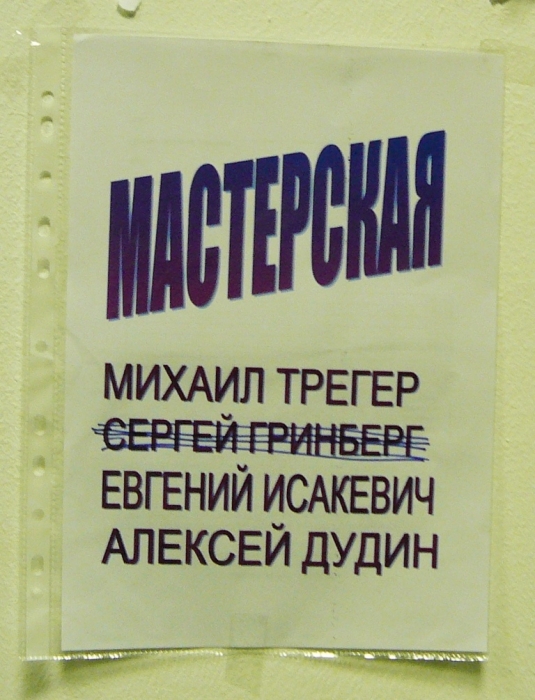 МАСТЕРСКАЯ
МИХАИЛ ТРЕГЕР
СЕРГЕЙ ГРИНБЕРГ
ЕВГЕНИЙ ИСАКЕВИЧ
АЛЕКСЕЙ ДУДИН